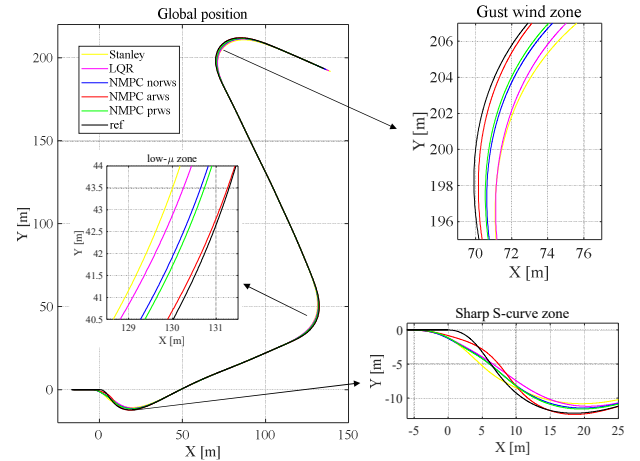 Global position
Y [m]
200
150
100
50
0
Stanley
LQR
NMPC norws
NMPC arws
NMPC prws
ref
low-μ zone
Y [m]
44
43.5
43
42.5
42
41.5
41
40.5
129
130
131
X [m]
0
50
100
150
X [m]
Gust wind zone
Y [m]
206
204
202
200
198
196
70
72
74
76
X [m]
Sharp S-curve zone
Y [m]
0
-5
-10
-5
0
5
10
15
20
25
X [m]